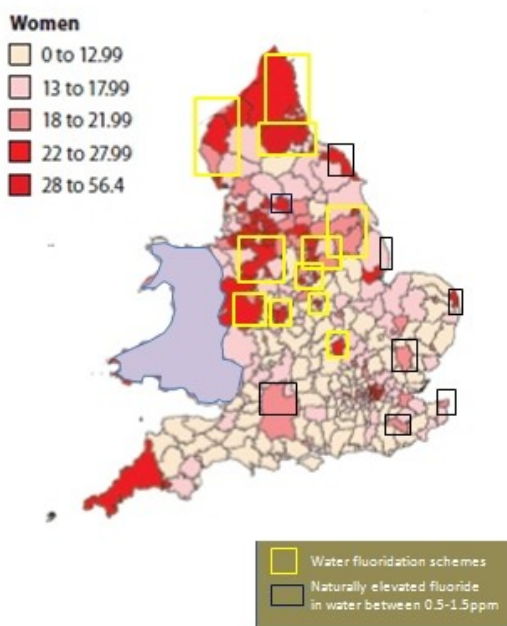 Women
0 to 12.99
13 to 17.99
18 to 21.99
22 to 27.99
28 to 56.4
Water fluoridation schemes
Naturally elevated fluoride
in water between 0.5-1.5ppm